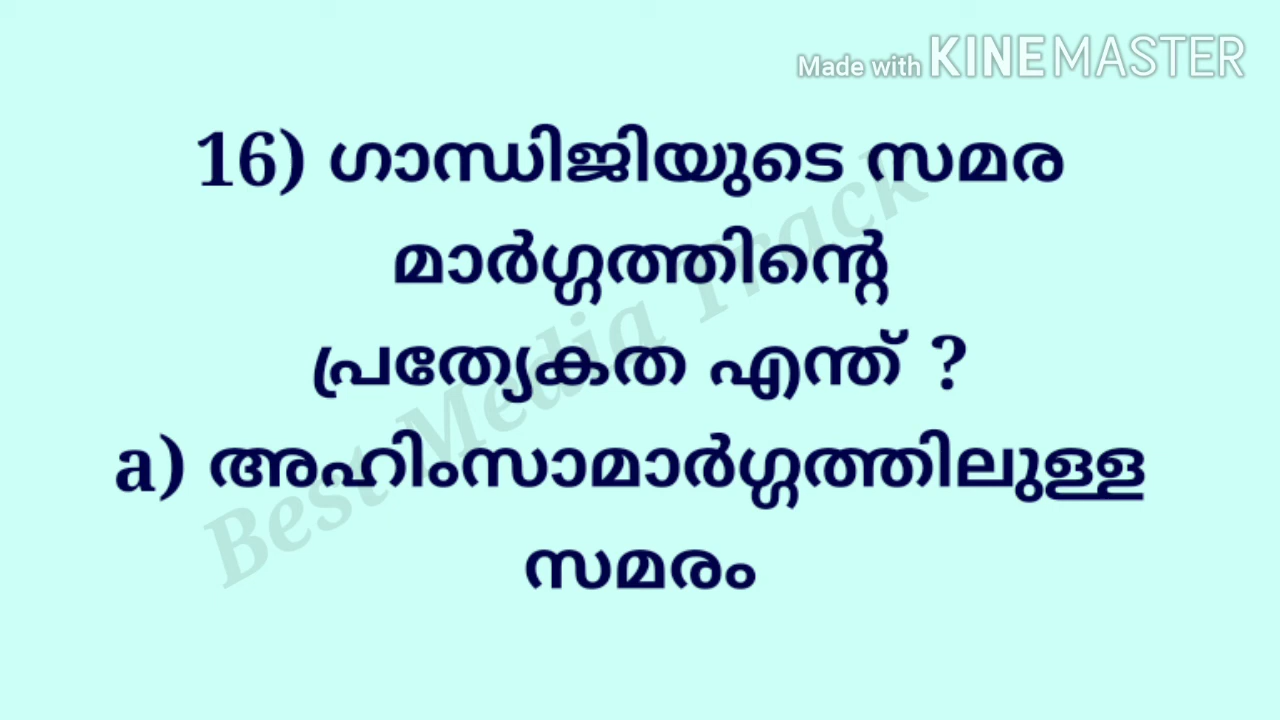 Made with KINEMASTER
16) ഗാന്ധിജിയുടെ സമര
മാർഗ്ഗത്തിന്റെ
പ്രത്യേകത എന്ത് ?
a) അഹിംസാമാർഗ്ഗത്തിലുള്ള
സമരം
Best Media Track